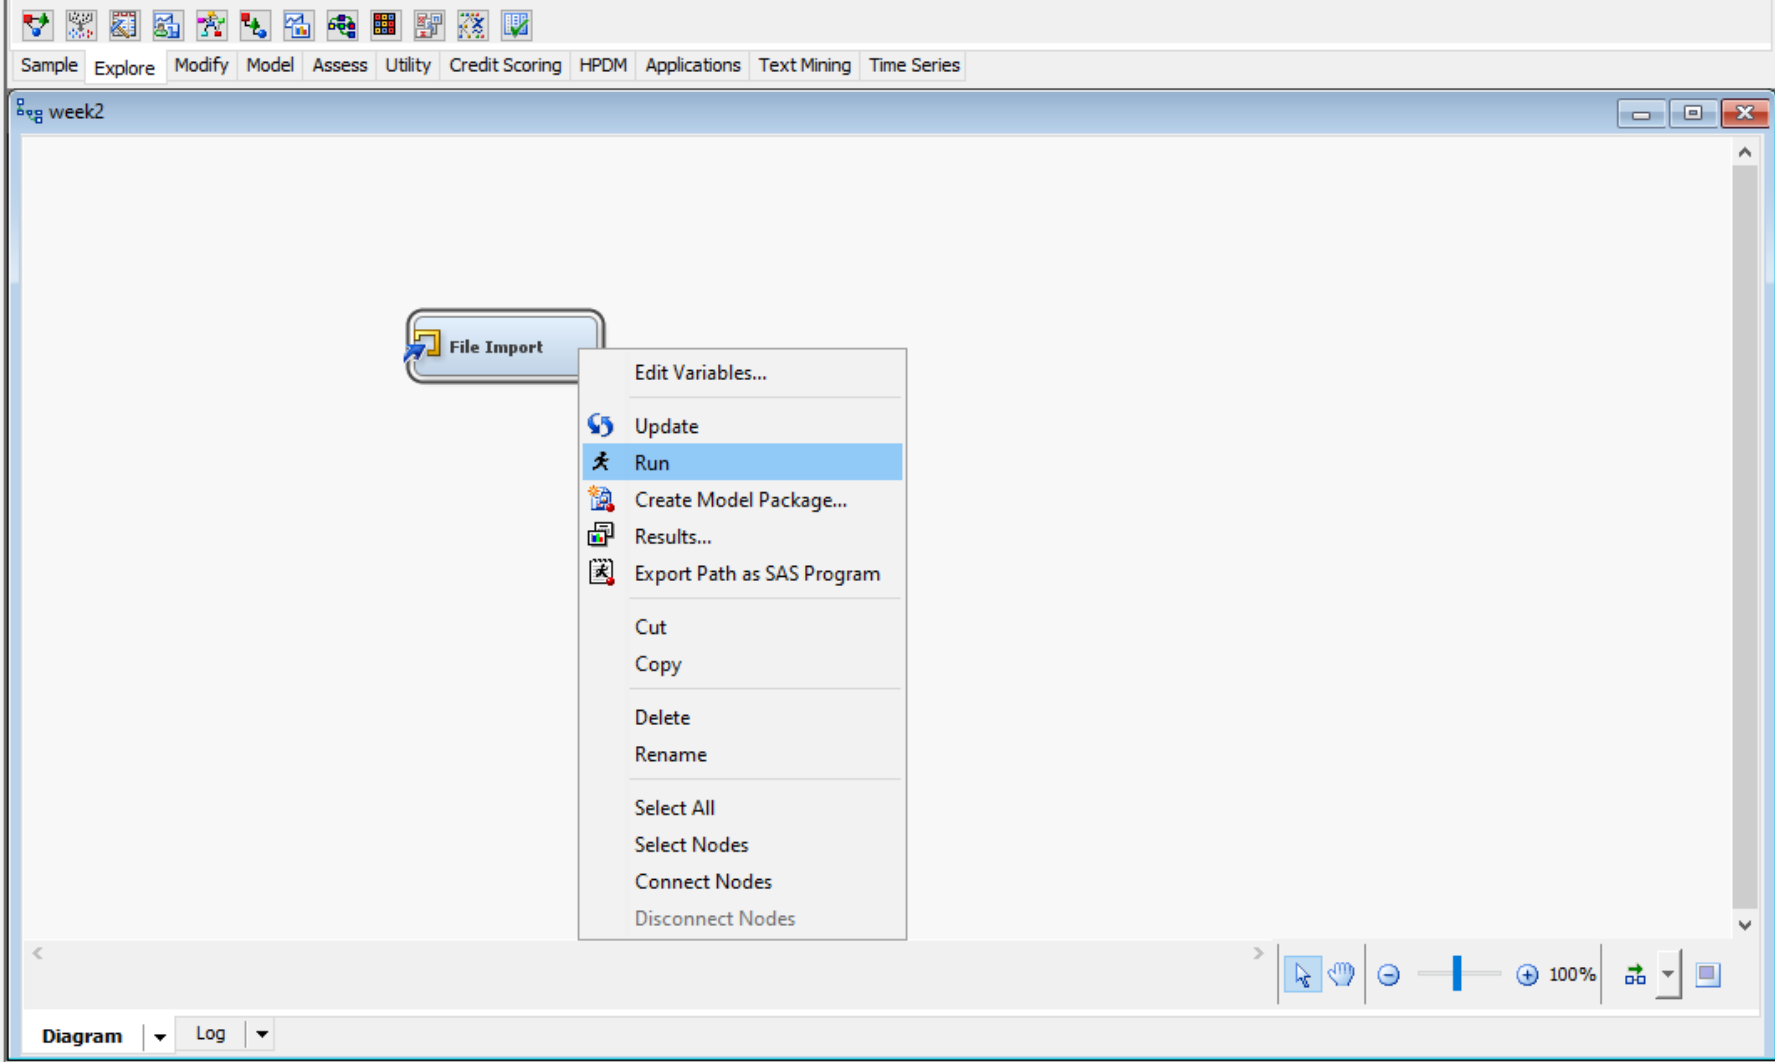 Sample Explore Modify Model Assess Utility Credit Scoring HPDM Applications Text Mining Time Series
week2
File Import
Edit Variables...
Update
Run
Create Model Package...
Results...
Export Path as SAS Program
Cut
Copy
Delete
Rename
Select All
Select Nodes
Connect Nodes
Disconnect Nodes
100%
Diagram Log